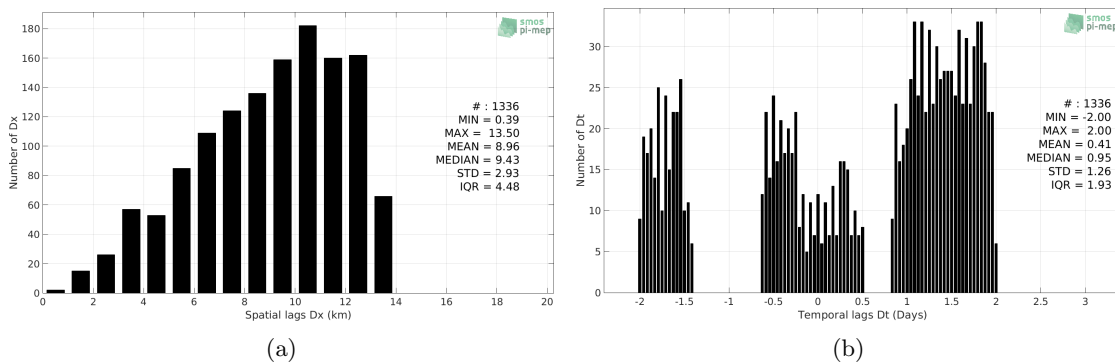 smos
pi-mep
Number of Dx
180
160
140
120
100
80
60
40
20
0
# : 1336
MIN = 0.39
MAX = 13.50
MEAN = 8.96
MEDIAN = 9.43
STD = 2.93
IQR = 4.48
0 2 4 6 8 10 12 14 16 18 20
Spatial lags Dx (km)
(a)
smos
pi-mep
Number of Dt
30
25
20
15
10
5
0
# : 1336
MIN = -2.00
MAX = 2.00
MEAN = 0.41
MEDIAN = 0.95
STD = 1.26
IQR = 1.93
-2 -1.5 -1 -0.5 0 0.5 1 1.5 2 2.5 3
Temporal lags Dt (Days)
(b)